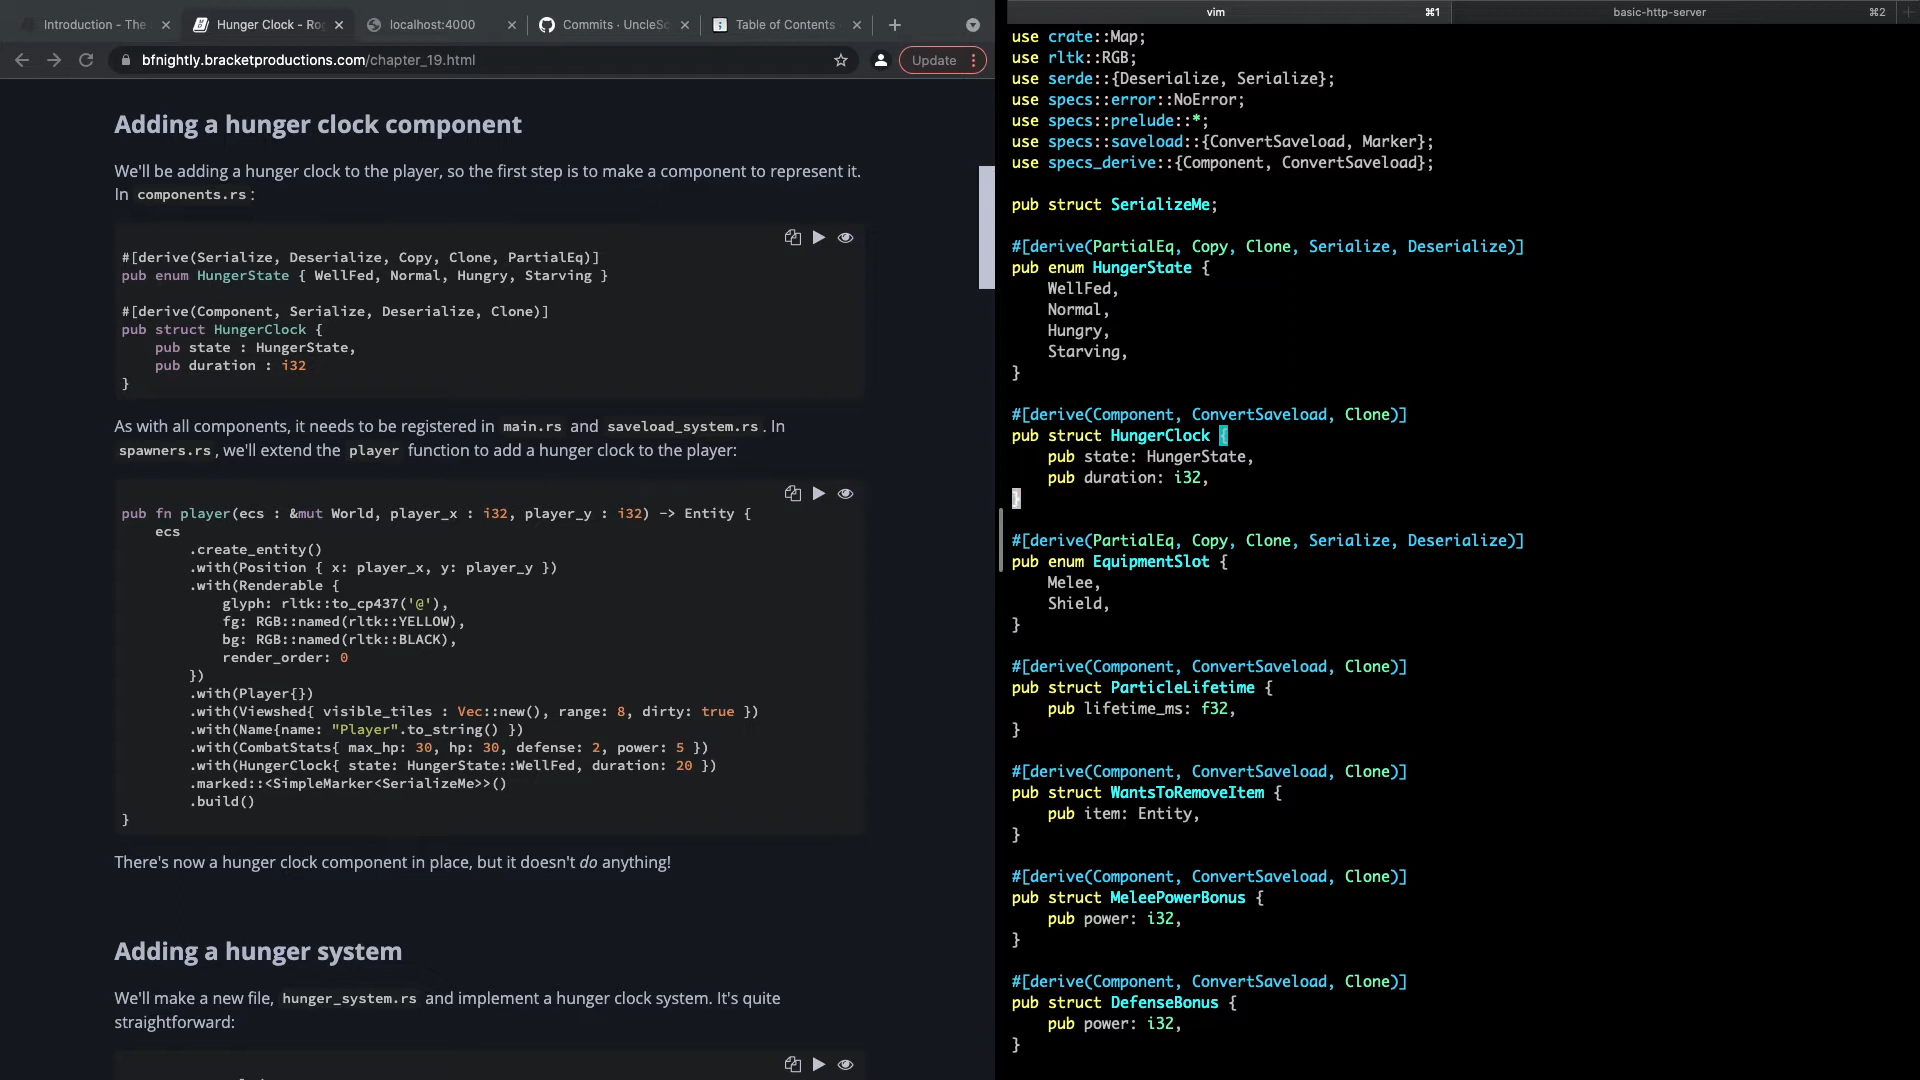 Introduction - The
Hunger Clock - Ro
localhost:4000
Commits · UncleSc
Table of Contents
bfnightly.bracketproductions.com/chapter_19.html
Update
Adding a hunger clock component
We'll be adding a hunger clock to the player, so the first step is to make a component to represent it.
In components.rs:
#[derive(Serialize, Deserialize, Copy, Clone, PartialEq)]
pub enum HungerState { WellFed, Normal, Hungry, Starving }
#[derive(Component, Serialize, Deserialize, Clone)]
pub struct HungerClock {
    pub state : HungerState,
    pub duration : i32
}
As with all components, it needs to be registered in main.rs and saveload_system.rs. In
spawners.rs, we'll extend the player function to add a hunger clock to the player:
pub fn player(ecs : &mut World, player_x : i32, player_y : i32) -> Entity {
    ecs
        .create_entity()
        .with(Position { x: player_x, y: player_y })
        .with(Renderable {
            glyph: rltk::to_cp437('@'),
            fg: RGB::named(rltk::YELLOW),
            bg: RGB::named(rltk::BLACK),
            render_order: 0
        })
        .with(Player{})
        .with(Viewshed{ visible_tiles : Vec::new(), range: 8, dirty: true })
        .with(Name{name: "Player".to_string() })
        .with(CombatStats{ max_hp: 30, hp: 30, defense: 2, power: 5 })
        .with(HungerClock{ state: HungerState::WellFed, duration: 20 })
        .marked::<SimpleMarker<SerializeMe>>()
        .build()
}
There's now a hunger clock component in place, but it doesn't do anything!
Adding a hunger system
We'll make a new file, hunger_system.rs and implement a hunger clock system. It's quite
straightforward:
vim ⌘1
basic-http-server ⌘2
use crate::Map;
use rltk::RGB;
use serde::{Deserialize, Serialize};
use specs::error::NoError;
use specs::prelude::*;
use specs::saveload::{ConvertSaveload, Marker};
use specs_derive::{Component, ConvertSaveload};
pub struct SerializeMe;
#[derive(PartialEq, Copy, Clone, Serialize, Deserialize)]
pub enum HungerState {
    WellFed,
    Normal,
    Hungry,
    Starving,
}
#[derive(Component, ConvertSaveload, Clone)]
pub struct HungerClock {
    pub state: HungerState,
    pub duration: i32,
}
#[derive(PartialEq, Copy, Clone, Serialize, Deserialize)]
pub enum EquipmentSlot {
    Melee,
    Shield,
}
#[derive(Component, ConvertSaveload, Clone)]
pub struct ParticleLifetime {
    pub lifetime_ms: f32,
}
#[derive(Component, ConvertSaveload, Clone)]
pub struct WantsToRemoveItem {
    pub item: Entity,
}
#[derive(Component, ConvertSaveload, Clone)]
pub struct MeleePowerBonus {
    pub power: i32,
}
#[derive(Component, ConvertSaveload, Clone)]
pub struct DefenseBonus {
    pub power: i32,
}